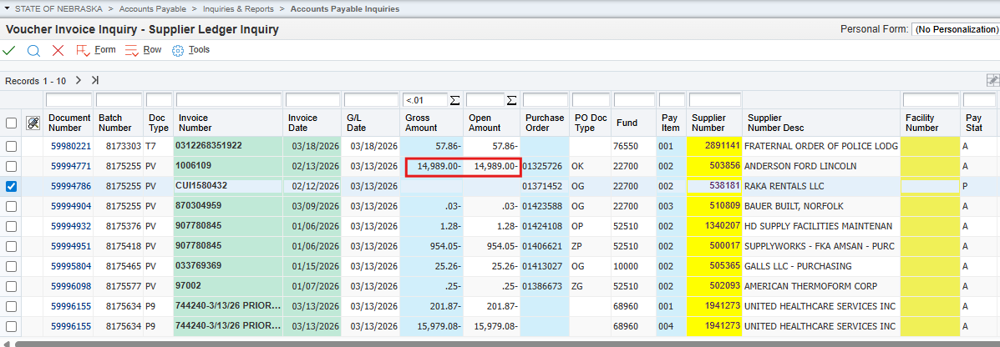 STATE OF NEBRASKA > Accounts Payable > Inquiries & Reports > Accounts Payable Inquiries
Voucher Invoice Inquiry - Supplier Ledger Inquiry Personal Form: (No Personalization)
Form Row Tools
Records 1 - 10
<.01
Document Number Batch Number Doc Type Invoice Number Invoice Date G/L Date Gross Amount Open Amount Purchase Order PO Doc Type Fund Pay Item Supplier Number Supplier Number Desc Facility Number Pay Stat
59980221 8173303 T7 0312268351922 03/18/2026 03/18/2026 57.86- 57.86- 76550 001 2891141 FRATERNAL ORDER OF POLICE LODG A
59994771 8175255 PV 1006109 02/13/2026 03/13/2026 14,989.00- 14,989.00- 01325726 OK 22700 002 503856 ANDERSON FORD LINCOLN A
59994786 8175255 PV CUI1580432 02/12/2026 03/13/2026 01371452 OG 22700 002 538181 RAKA RENTALS LLC P
59994904 8175255 PV 870304959 03/09/2026 03/13/2026 .03- .03- 01423588 OG 22700 003 510809 BAUER BUILT, NORFOLK A
59994932 8175376 PV 907780845 01/06/2026 03/13/2026 1.28- 1.28- 01424108 OP 52510 002 1340207 HD SUPPLY FACILITIES MAINTENAN A
59994951 8175418 PV 907780845 01/06/2026 03/13/2026 954.05- 954.05- 01406621 ZP 52510 002 500017 SUPPLYWORKS - FKA AMSAN - PURC A
59995804 8175465 PV 033769369 01/15/2026 03/13/2026 25.26- 25.26- 01413027 OG 10000 002 505365 GALLS LLC - PURCHASING A
59996098 8175577 PV 97002 01/07/2026 03/13/2026 .25- .25- 01386673 ZG 52510 002 502093 AMERICAN THERMOFORM CORP A
59996155 8175634 P9 744240-3/13/26 PRIOR... 03/13/2026 03/13/2026 201.87- 201.87- 68960 001 1941273 UNITED HEALTHCARE SERVICES INC A
59996155 8175634 P9 744240-3/13/26 PRIOR... 03/13/2026 03/13/2026 15,979.08- 15,979.08- 68960 004 1941273 UNITED HEALTHCARE SERVICES INC A